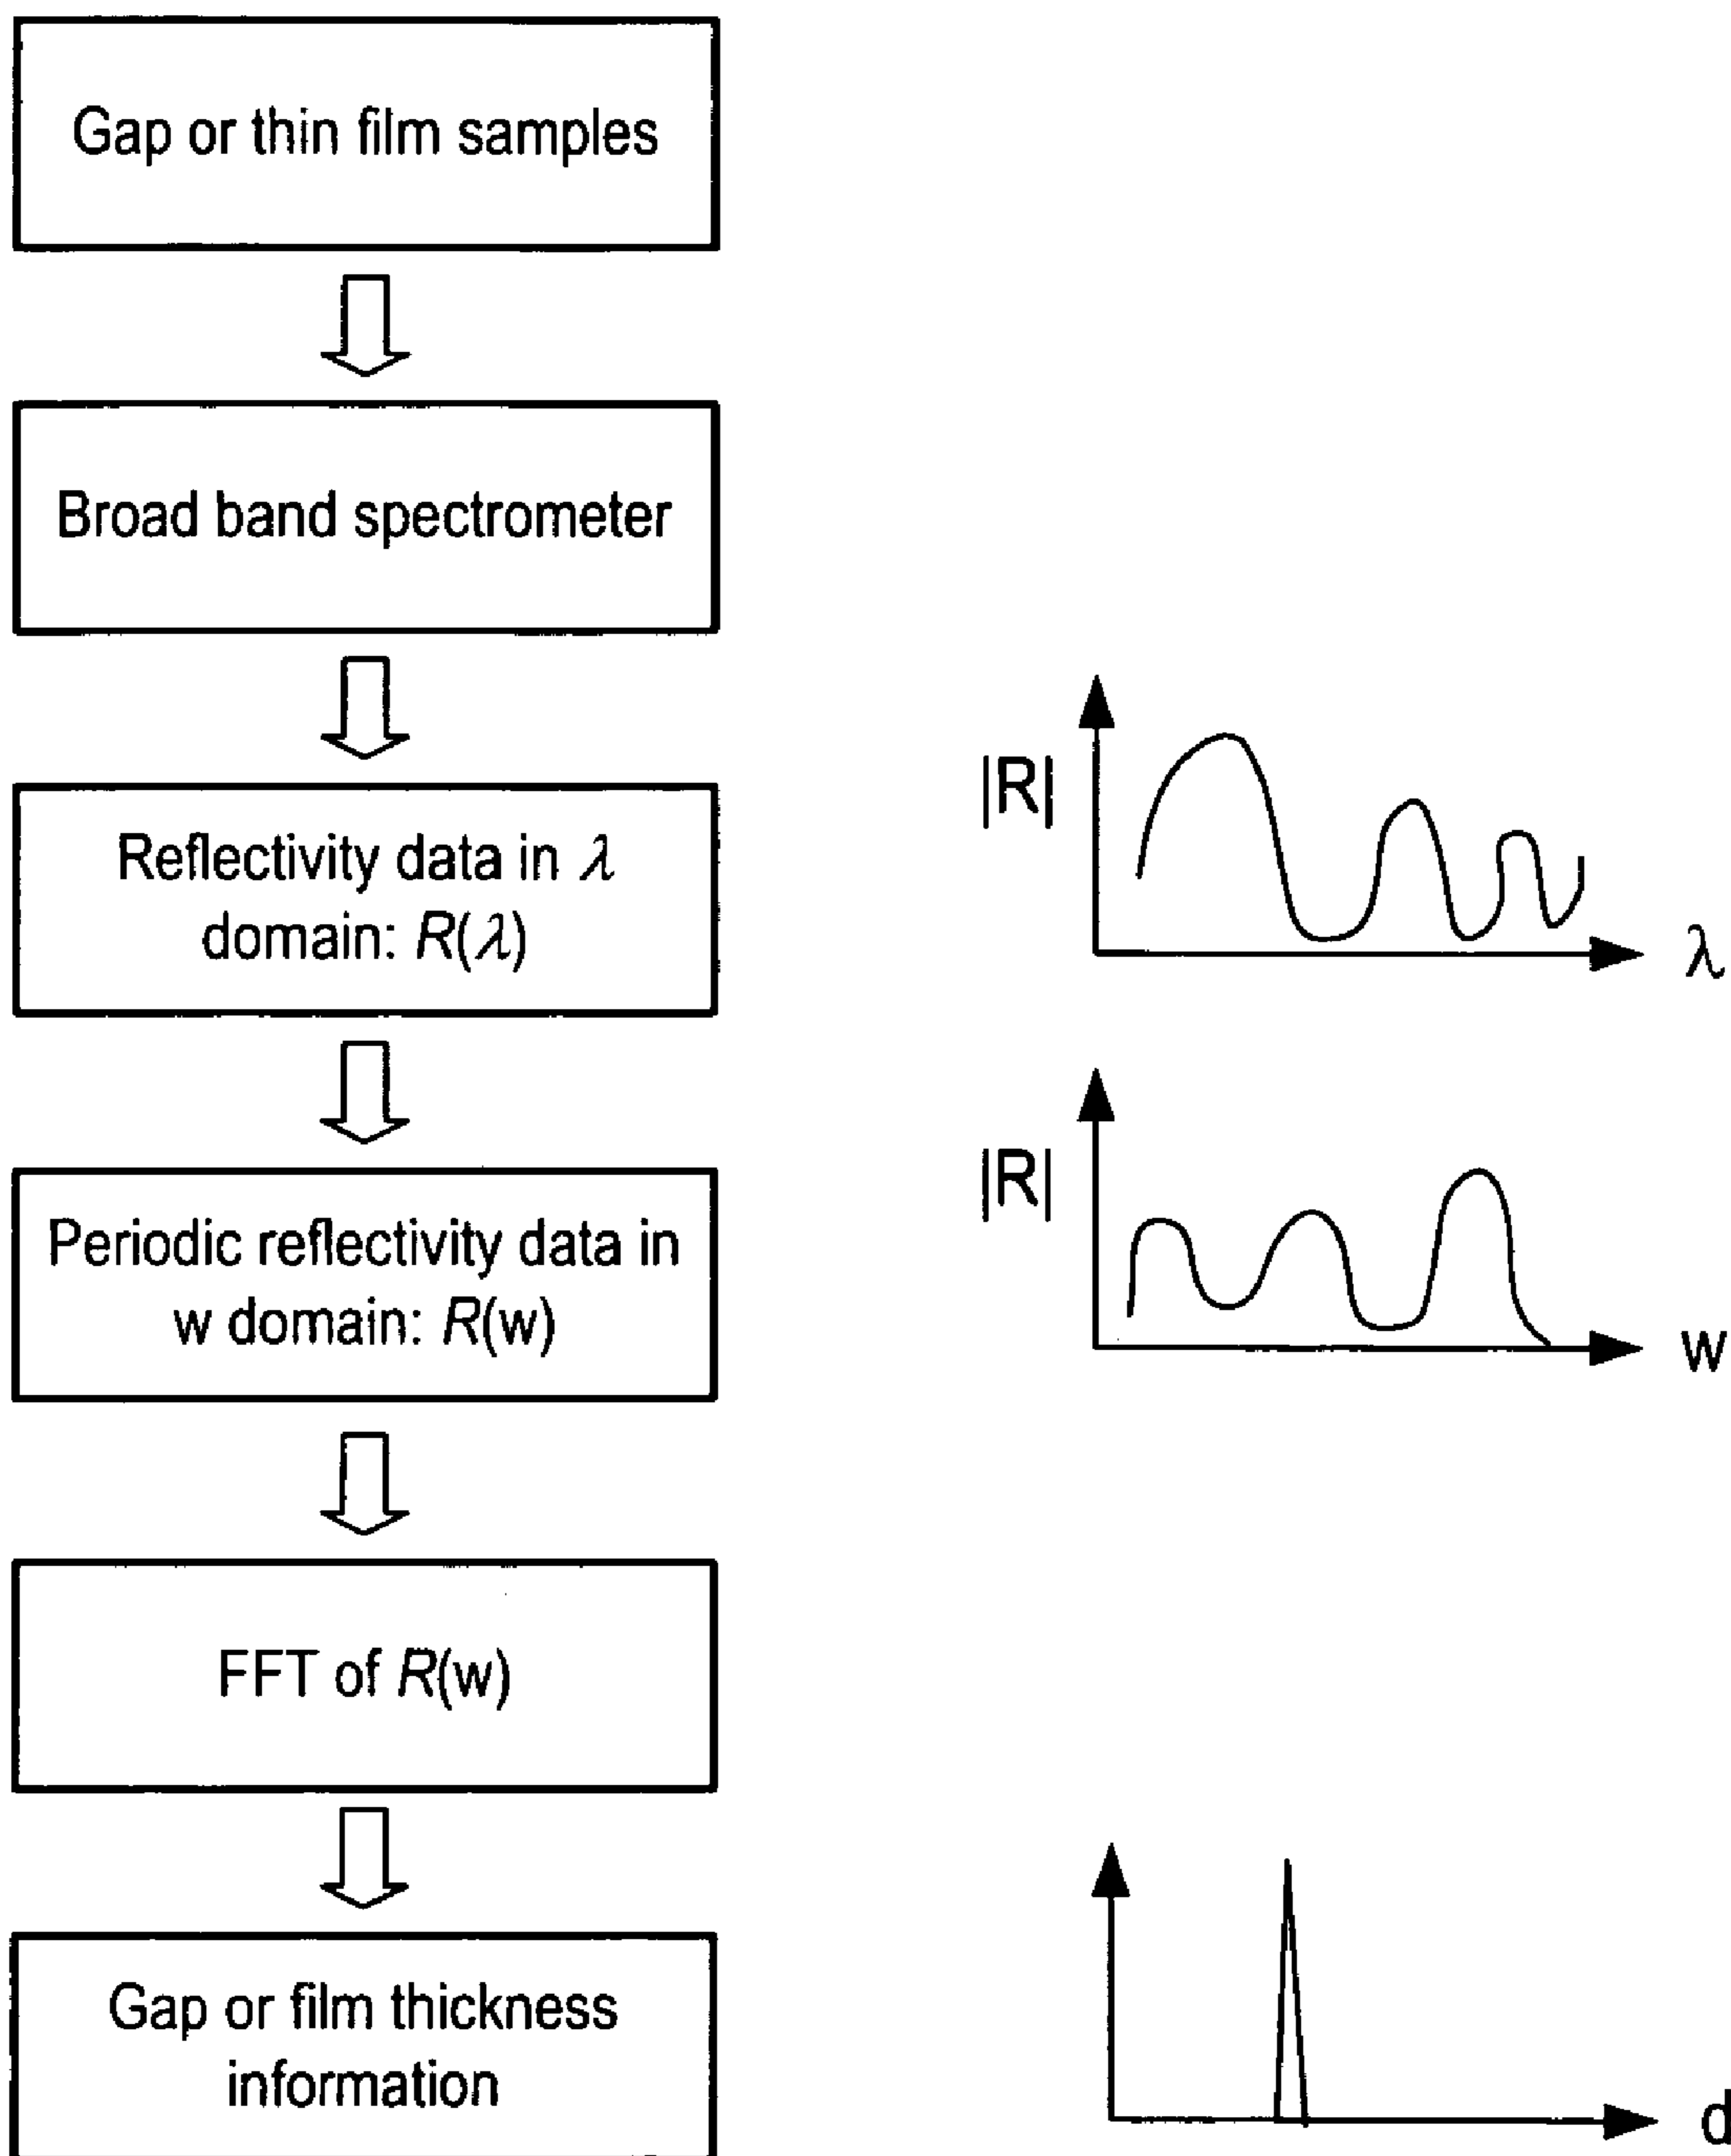 Gap or thin film samples
Broad band spectrometer
Reflectivity data in λ
domain: R(λ)
|R|
λ
Periodic reflectivity data in
w domain: R(w)
|R|
w
FFT of R(w)
Gap or film thickness
information
d